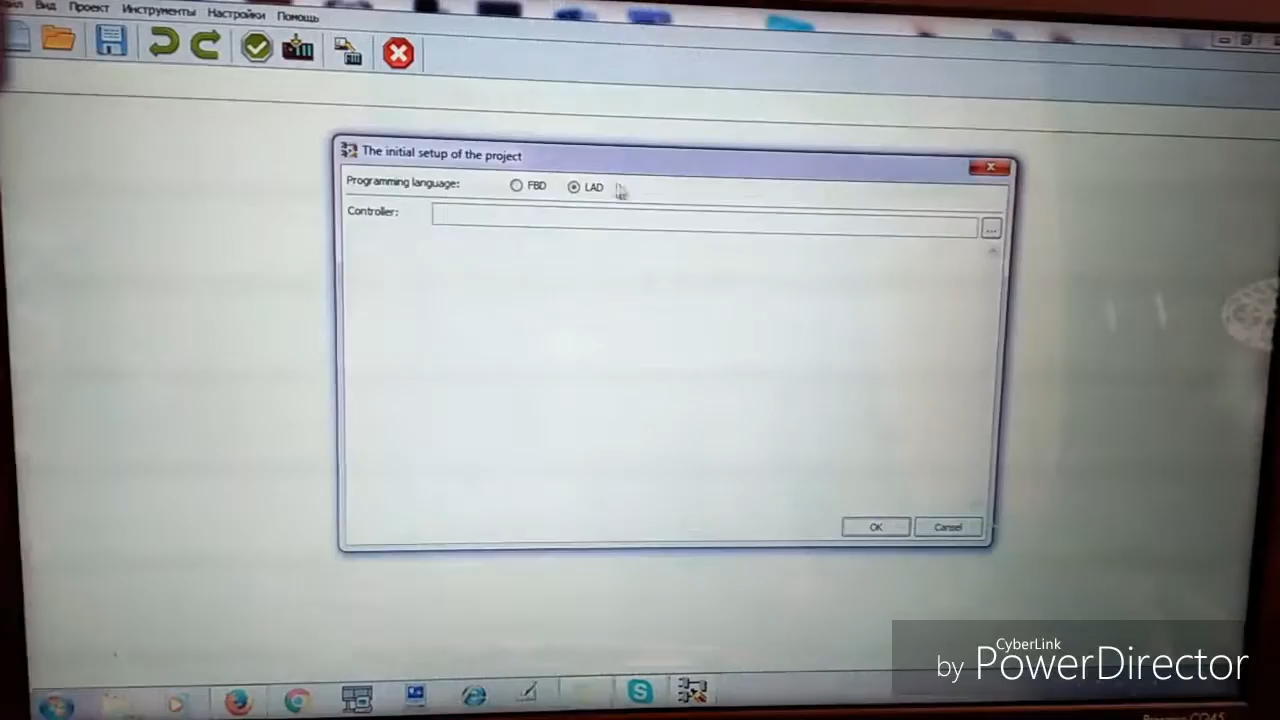 Вид Проект Инструменты Настройки Помощь
The initial setup of the project
Programming language: FBD LAD
Controller:
...
OK Cansel
CyberLink
by PowerDirector